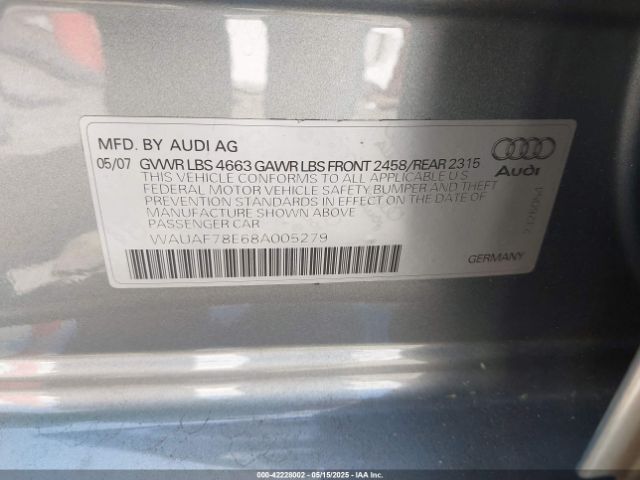 MFD. BY AUDI AG
05/07 GVWR LBS 4663 GAWR LBS FRONT 2458/REAR 2315
THIS VEHICLE CONFORMS TO ALL APPLICABLE U.S
FEDERAL MOTOR VEHICLE SAFETY, BUMPER AND THEFT
PREVENTION STANDARDS IN EFFECT ON THE DATE OF
MANUFACTURE SHOWN ABOVE
PASSENGER CAR
WAUAF78E68A005279
Audi
GERMANY
000-42228002 05/15/2025 COPART.COM